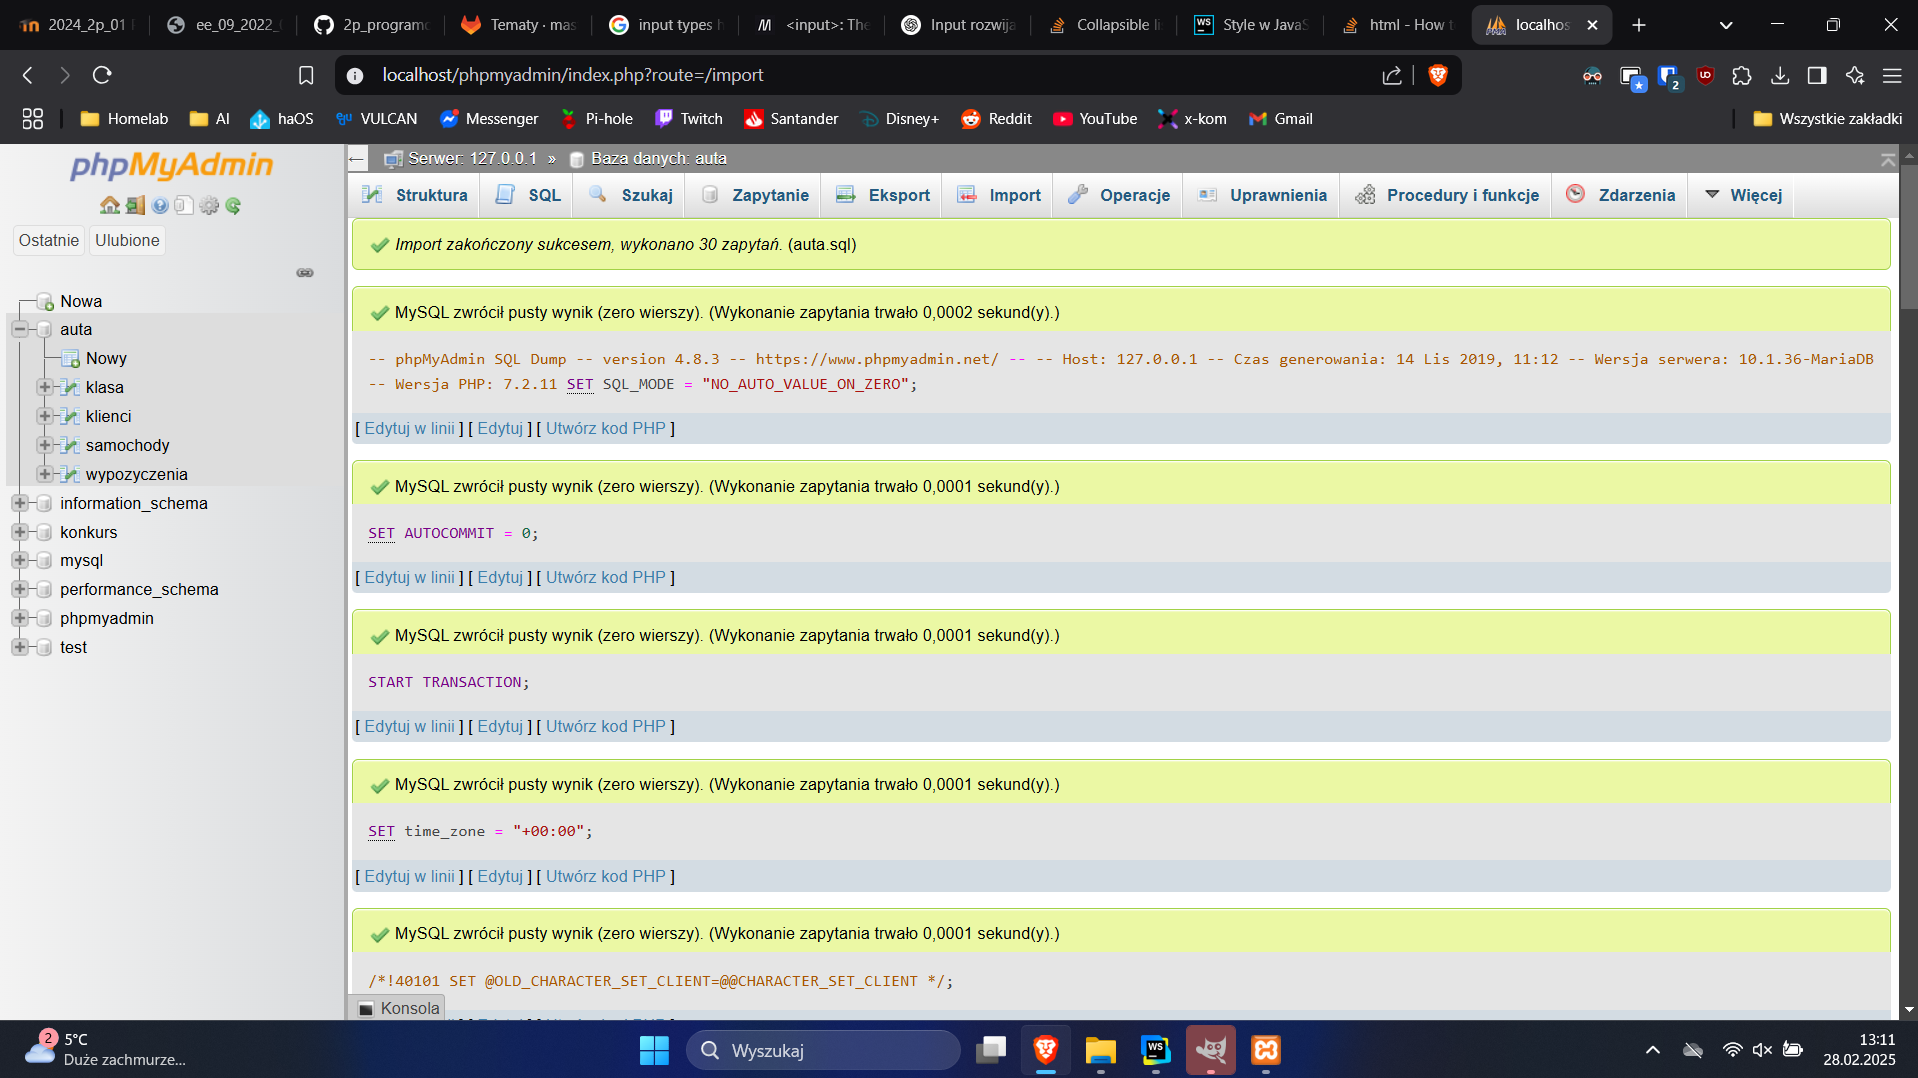 2024_2p_01
ee_09_2022_
2p_programo
Tematy · mas
input types h
<input>: The
Input rozwija
Collapsible li
Style w JavaS
html - How t
localhos
localhost/phpmyadmin/index.php?route=/import
2
Homelab
AI
haOS
VULCAN
Messenger
Pi-hole
Twitch
Santander
Disney+
Reddit
YouTube
x-kom
Gmail
Wszystkie zakładki
phpMyAdmin
Ostatnie
Ulubione
Nowa
auta
Nowy
klasa
klienci
samochody
wypozyczenia
information_schema
konkurs
mysql
performance_schema
phpmyadmin
test
Serwer: 127.0.0.1 » Baza danych: auta
Struktura
SQL
Szukaj
Zapytanie
Eksport
Import
Operacje
Uprawnienia
Procedury i funkcje
Zdarzenia
Więcej
Import zakończony sukcesem, wykonano 30 zapytań. (auta.sql)
MySQL zwrócił pusty wynik (zero wierszy). (Wykonanie zapytania trwało 0,0002 sekund(y).)
-- phpMyAdmin SQL Dump -- version 4.8.3 -- https://www.phpmyadmin.net/ -- -- Host: 127.0.0.1 -- Czas generowania: 14 Lis 2019, 11:12 -- Wersja serwera: 10.1.36-MariaDB
-- Wersja PHP: 7.2.11 SET SQL_MODE = "NO_AUTO_VALUE_ON_ZERO";
[ Edytuj w linii ] [ Edytuj ] [ Utwórz kod PHP ]
MySQL zwrócił pusty wynik (zero wierszy). (Wykonanie zapytania trwało 0,0001 sekund(y).)
SET AUTOCOMMIT = 0;
[ Edytuj w linii ] [ Edytuj ] [ Utwórz kod PHP ]
MySQL zwrócił pusty wynik (zero wierszy). (Wykonanie zapytania trwało 0,0001 sekund(y).)
START TRANSACTION;
[ Edytuj w linii ] [ Edytuj ] [ Utwórz kod PHP ]
MySQL zwrócił pusty wynik (zero wierszy). (Wykonanie zapytania trwało 0,0001 sekund(y).)
SET time_zone = "+00:00";
[ Edytuj w linii ] [ Edytuj ] [ Utwórz kod PHP ]
MySQL zwrócił pusty wynik (zero wierszy). (Wykonanie zapytania trwało 0,0001 sekund(y).)
/*!40101 SET @OLD_CHARACTER_SET_CLIENT=@@CHARACTER_SET_CLIENT */;
Konsola
2
5°C
Duże zachmurze...
Wyszukaj
13:11
28.02.2025